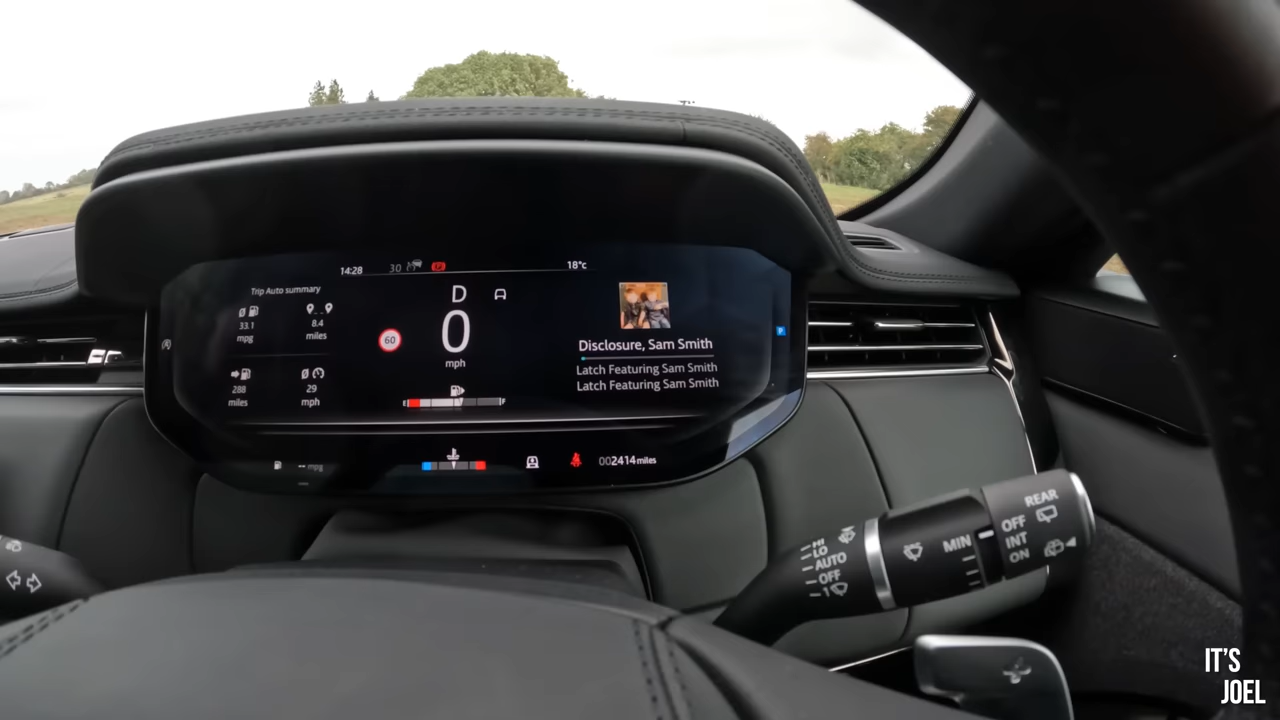 14:28
30
18°c
Trip Auto summary
33.1
mpg
8.4
miles
288
miles
29
mph
60
D
0
mph
E
F
Disclosure, Sam Smith
Latch Featuring Sam Smith
Latch Featuring Sam Smith
P
-- mpg
002414 miles
HI
LO
AUTO
OFF
1
MIN
REAR
OFF
INT
ON
IT'S
JOEL